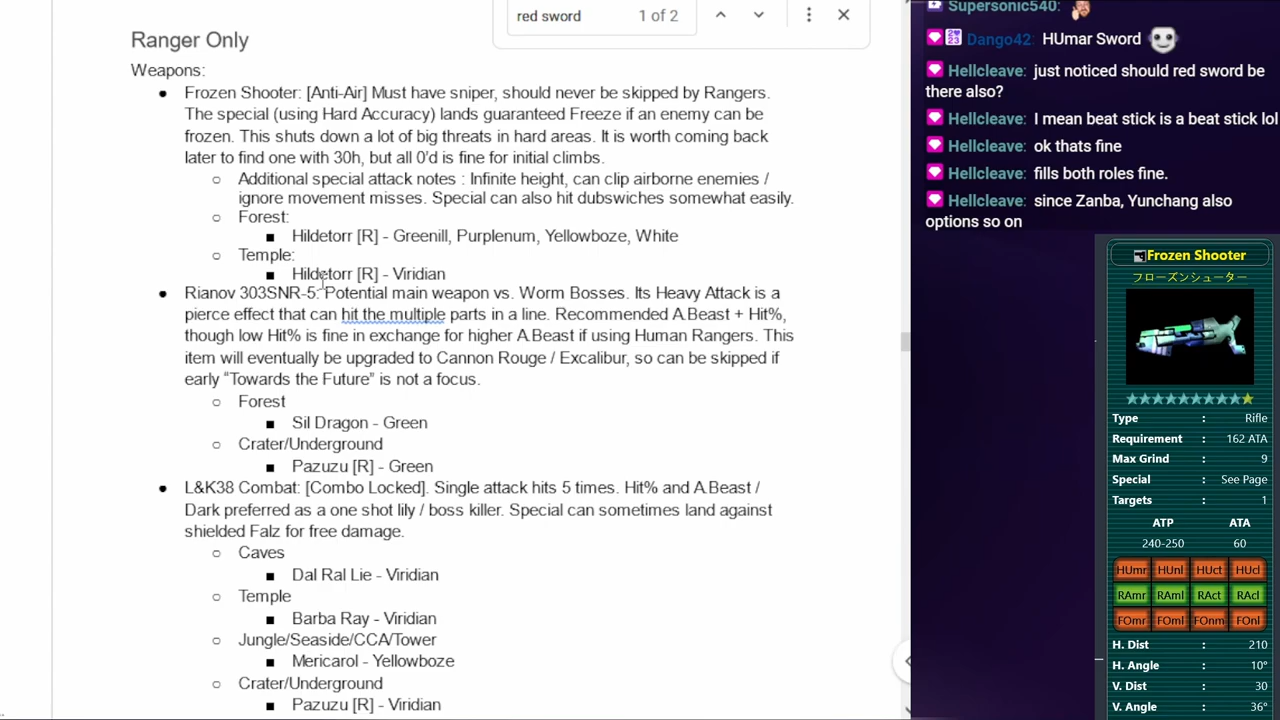 Ranger Only
red sword
1 of 2
Weapons:
● Frozen Shooter: [Anti-Air] Must have sniper, should never be skipped by Rangers.
The special (using Hard Accuracy) lands guaranteed Freeze if an enemy can be
frozen. This shuts down a lot of big threats in hard areas. It is worth coming back
later to find one with 30h, but all 0'd is fine for initial climbs.
○ Additional special attack notes : Infinite height, can clip airborne enemies /
ignore movement misses. Special can also hit dubswiches somewhat easily.
○ Forest:
■ Hildetorr [R] - Greenill, Purplenum, Yellowboze, White
○ Temple:
■ Hildetorr [R] - Viridian
● Rianov 303SNR-5: Potential main weapon vs. Worm Bosses. Its Heavy Attack is a
pierce effect that can hit the multiple parts in a line. Recommended A.Beast + Hit%,
though low Hit% is fine in exchange for higher A.Beast if using Human Rangers. This
item will eventually be upgraded to Cannon Rouge / Excalibur, so can be skipped if
early “Towards the Future” is not a focus.
○ Forest
■ Sil Dragon - Green
○ Crater/Underground
■ Pazuzu [R] - Green
● L&K38 Combat: [Combo Locked]. Single attack hits 5 times. Hit% and A.Beast /
Dark preferred as a one shot lily / boss killer. Special can sometimes land against
shielded Falz for free damage.
○ Caves
■ Dal Ral Lie - Viridian
○ Temple
■ Barba Ray - Viridian
○ Jungle/Seaside/CCA/Tower
■ Mericarol - Yellowboze
○ Crater/Underground
■ Pazuzu [R] - Viridian
Supersonic540:
Dango42: HUmar Sword
Hellcleave: just noticed should red sword be
there also?
Hellcleave: I mean beat stick is a beat stick lol
Hellcleave: ok thats fine
Hellcleave: fills both roles fine.
Hellcleave: since Zanba, Yunchang also
options so on
Frozen Shooter
フローズンシューター
Type : Rifle
Requirement : 162 ATA
Max Grind : 9
Special : See Page
Targets : 1
ATP ATA
240-250 60
HUmr HUnl HUct HUcl
RAmr RAml RAct RAcl
FOmr FOml FOnm FOnl
H. Dist : 210
H. Angle : 10°
V. Dist : 30
V. Angle : 36°